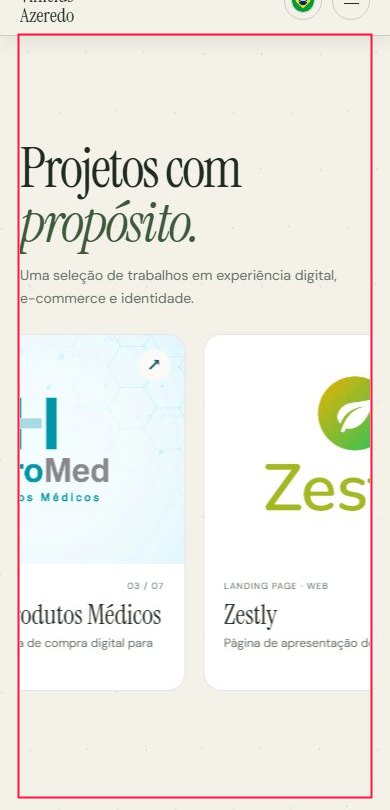 Azeredo
Projetos com
propósito.
Uma seleção de trabalhos em experiência digital,
e-commerce e identidade.
H
roMed
os Médicos
Zest
03 / 07
LANDING PAGE · WEB
rodutos Médicos
Zestly
a de compra digital para
Página de apresentação d